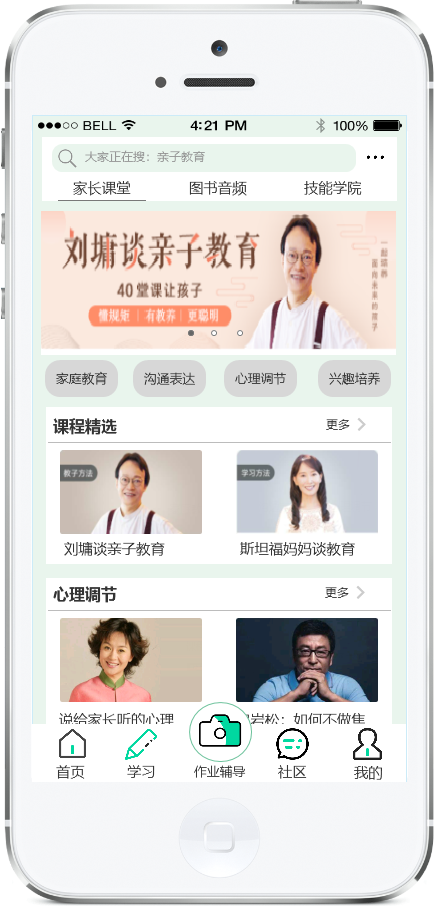 BELL 4:21 PM 100%
大家正在搜：亲子教育
家长课堂 图书音频 技能学院
刘墉谈亲子教育
40堂课让孩子
懂规矩 | 有教养 | 更聪明
一起培养
面向未来的孩子
家庭教育 沟通表达 心理调节 兴趣培养
课程精选 更多
教子方法 学习方法
刘墉谈亲子教育 斯坦福妈妈谈教育
心理调节 更多
说给家长听的心理 岩松：如何不做焦
首页 学习 作业辅导 社区 我的